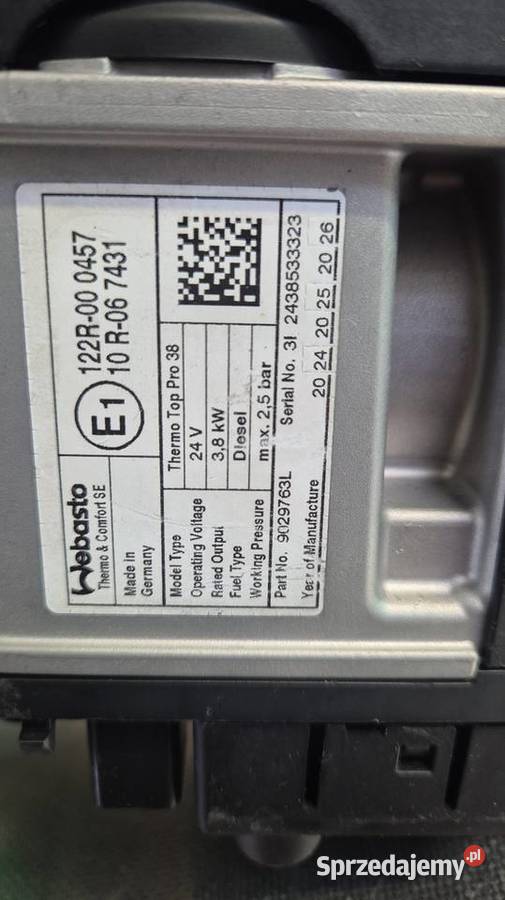 Webasto
Thermo & Comfort SE
E1
122R-00 0457
10 R-06 7431
Made in
Germany
Model Type Thermo Top Pro 38
Operating Voltage 24 V
Rated Output 3,8 kW
Fuel Type Diesel
Working Pressure max. 2,5 bar
Part No. 9029763L Serial No. 3I 2438533323
Year of Manufacture 20 24 20 25 20 26
Sprzedajemy.pl